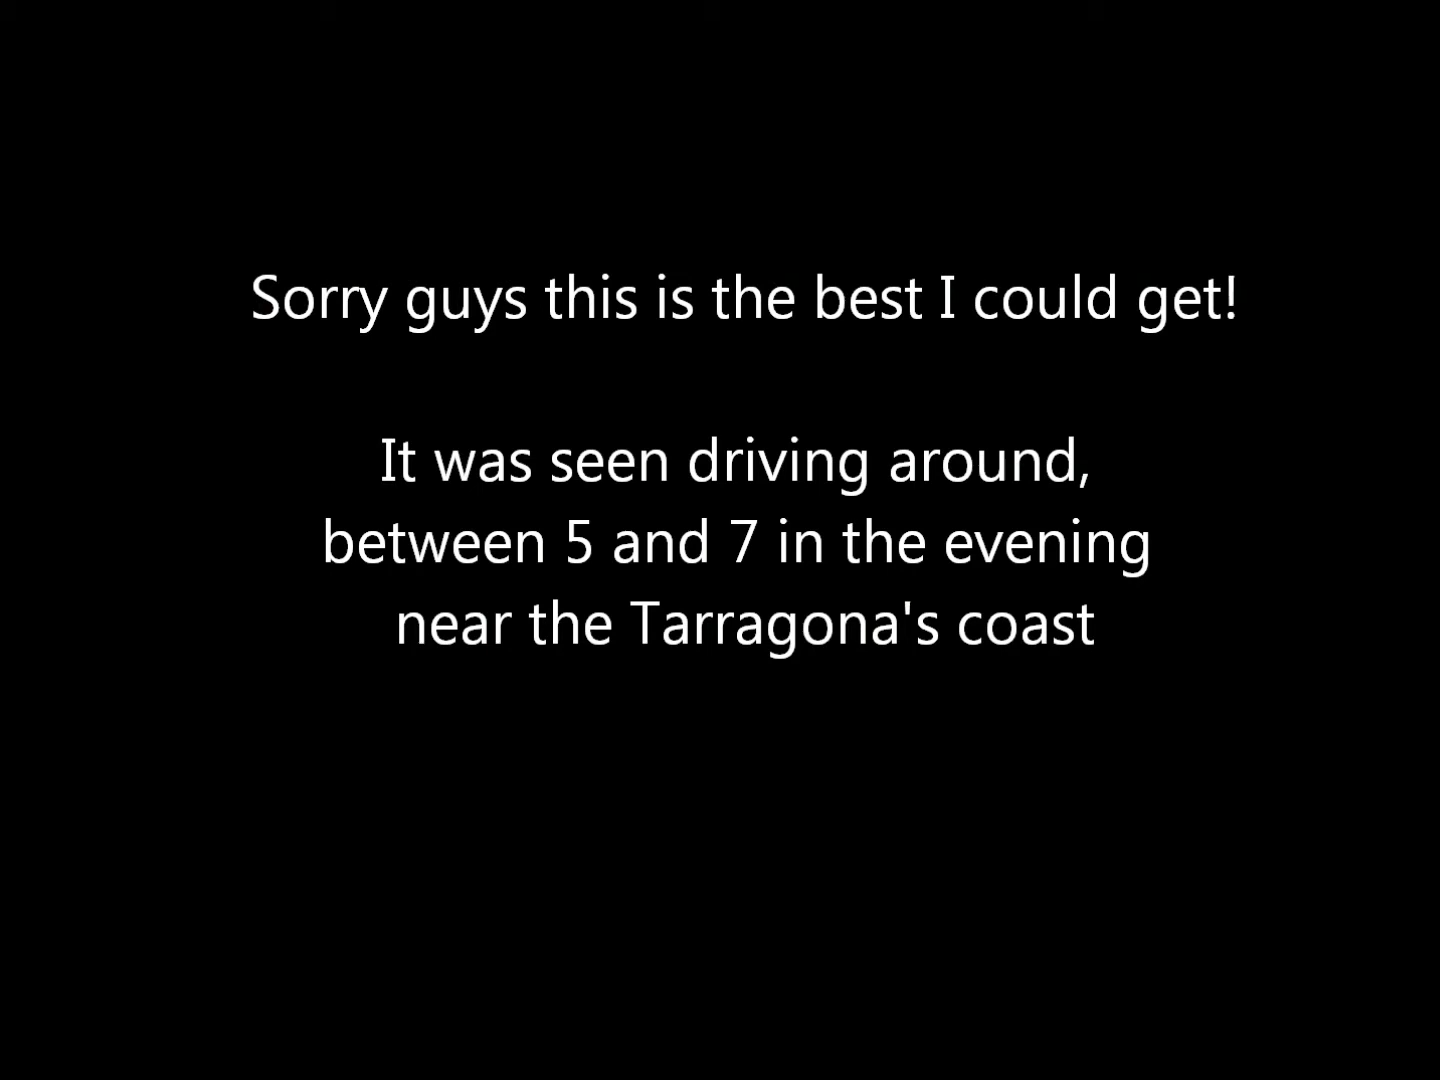 Sorry guys this is the best I could get!
It was seen driving around,
between 5 and 7 in the evening
near the Tarragona's coast